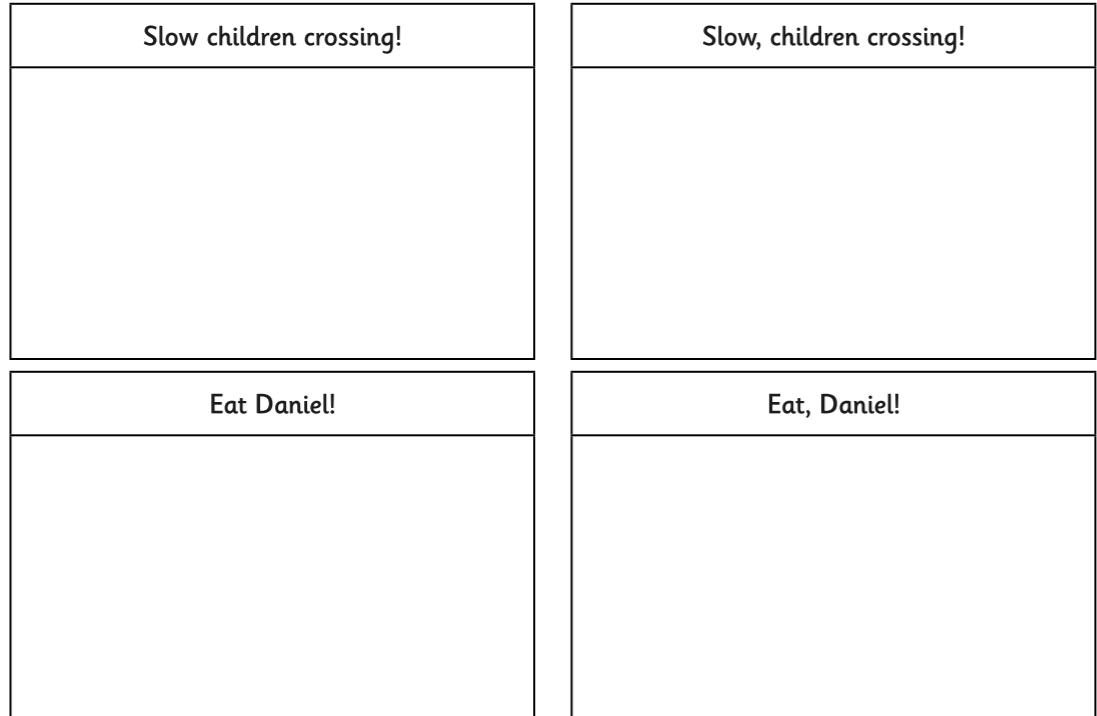 Slow children crossing!
Slow, children crossing!
Eat Daniel!
Eat, Daniel!